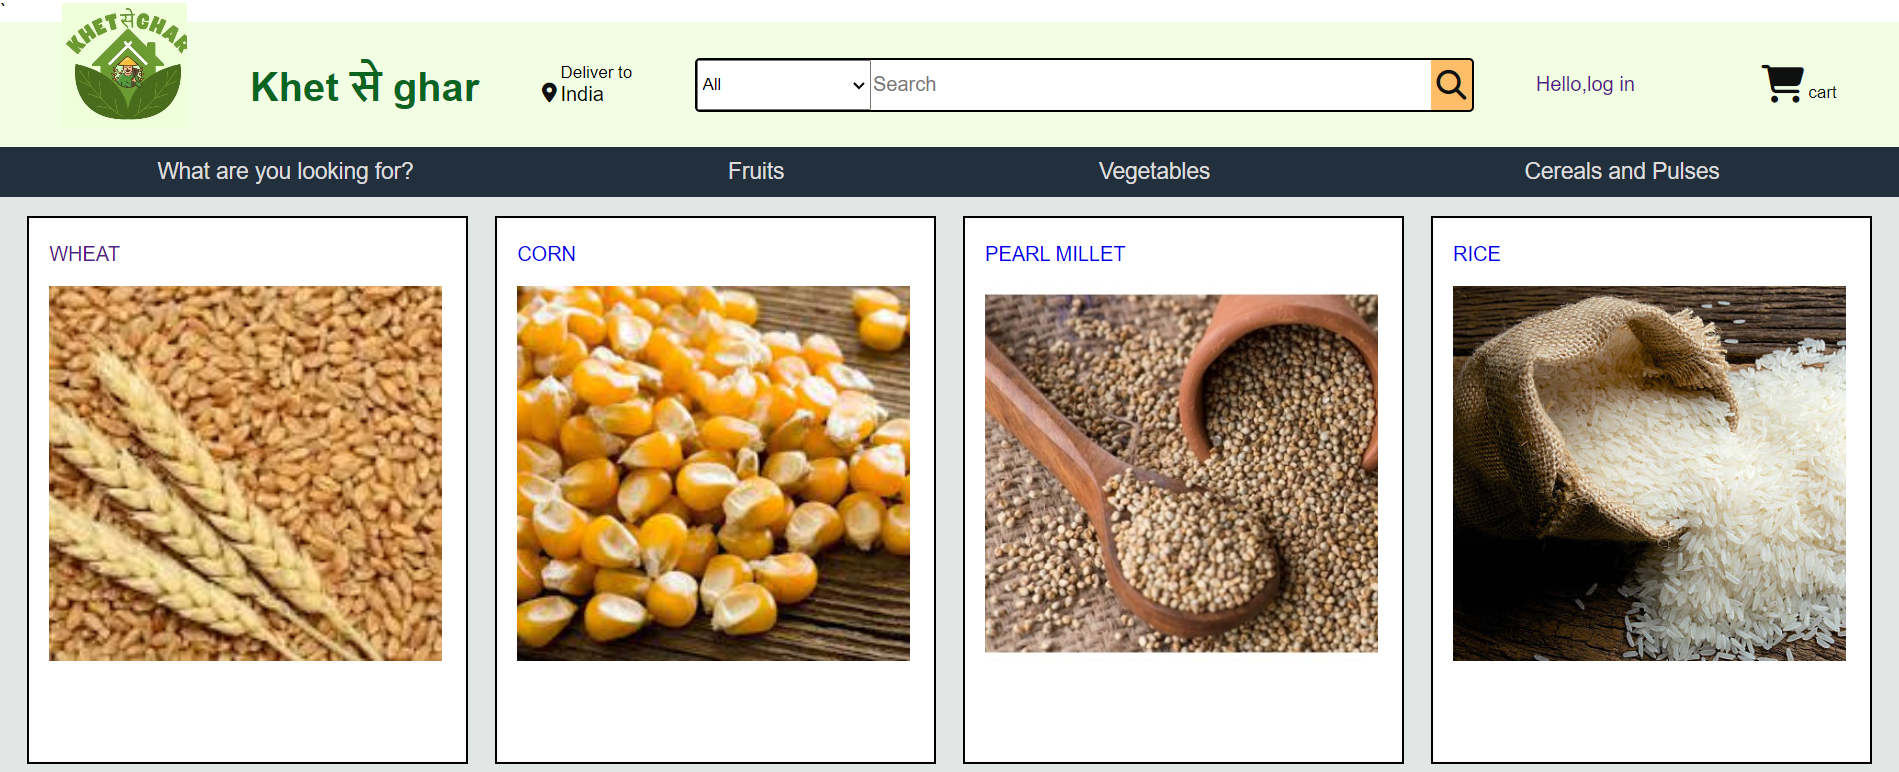 `
KHETसेGHAR
Khet से ghar
Deliver to
India
All
Search
Hello,log in
cart
What are you looking for?
Fruits
Vegetables
Cereals and Pulses
WHEAT
CORN
PEARL MILLET
RICE